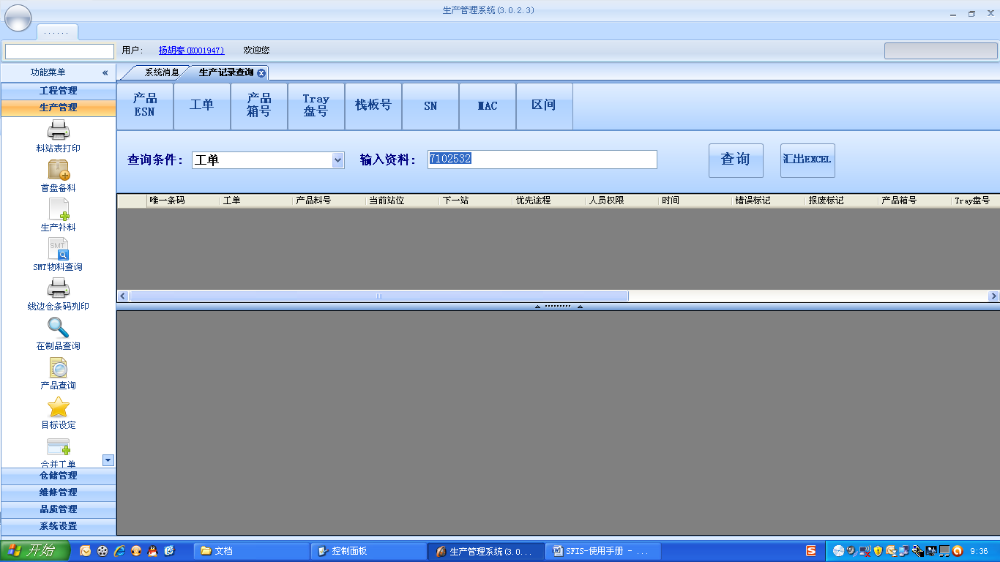 生产管理系统(3.0.2.3)
······
用户: 杨胡春(K001947) 欢迎您
功能菜单 «
系统消息 生产记录查询
工程管理
生产管理
料站表打印
首盘备料
生产补料
SMT
SMT物料查询
线边仓条码列印
在制品查询
产品查询
目标设定
合并工单
仓储管理
维修管理
品质管理
系统设置
产品
ESN
工单
产品
箱号
Tray
盘号
栈板号
SN
MAC
区间
查询条件: 工单 输入资料: 7102532 查询 汇出EXCEL
唯一条码 工单 产品料号 当前站位 下一站 优先途程 人员权限 时间 错误标记 报废标记 产品箱号 Tray盘号
开始 文档 控制面板 生产管理系统(3.0... SFIS-使用手册 - ... S 9:36